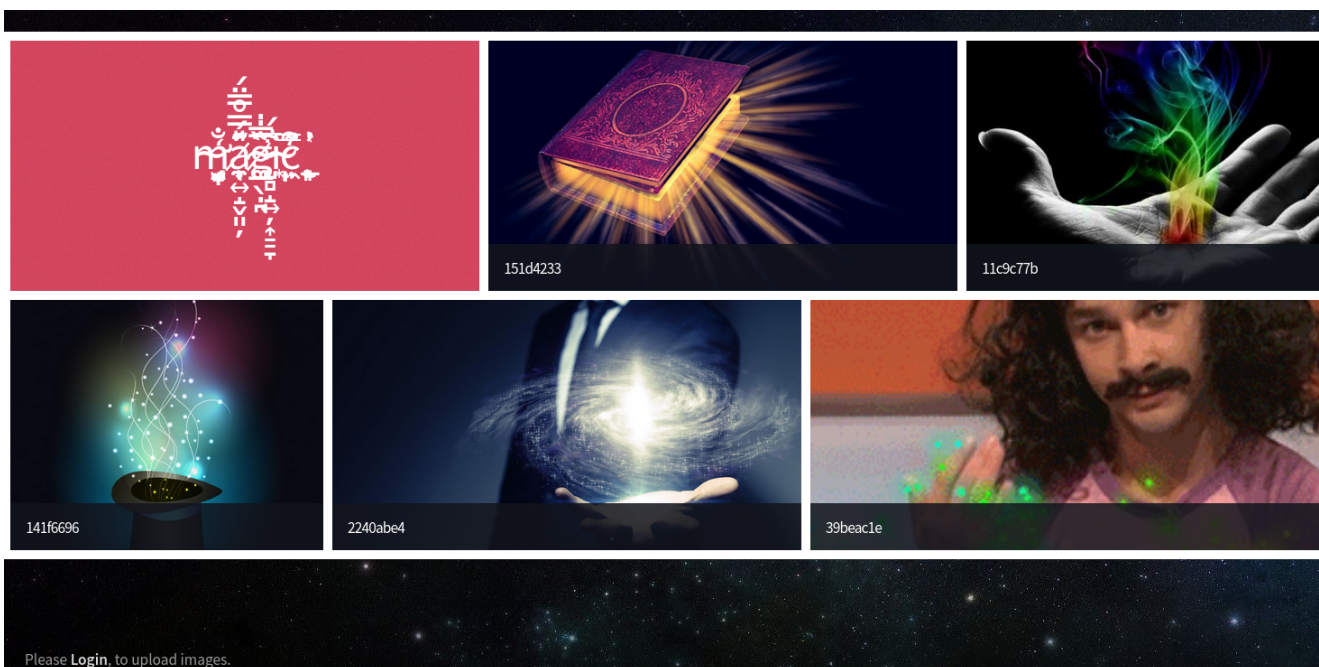 magic
151d4233
11c9c77b
141f6696
2240abe4
39beac1e
Please Login, to upload images.